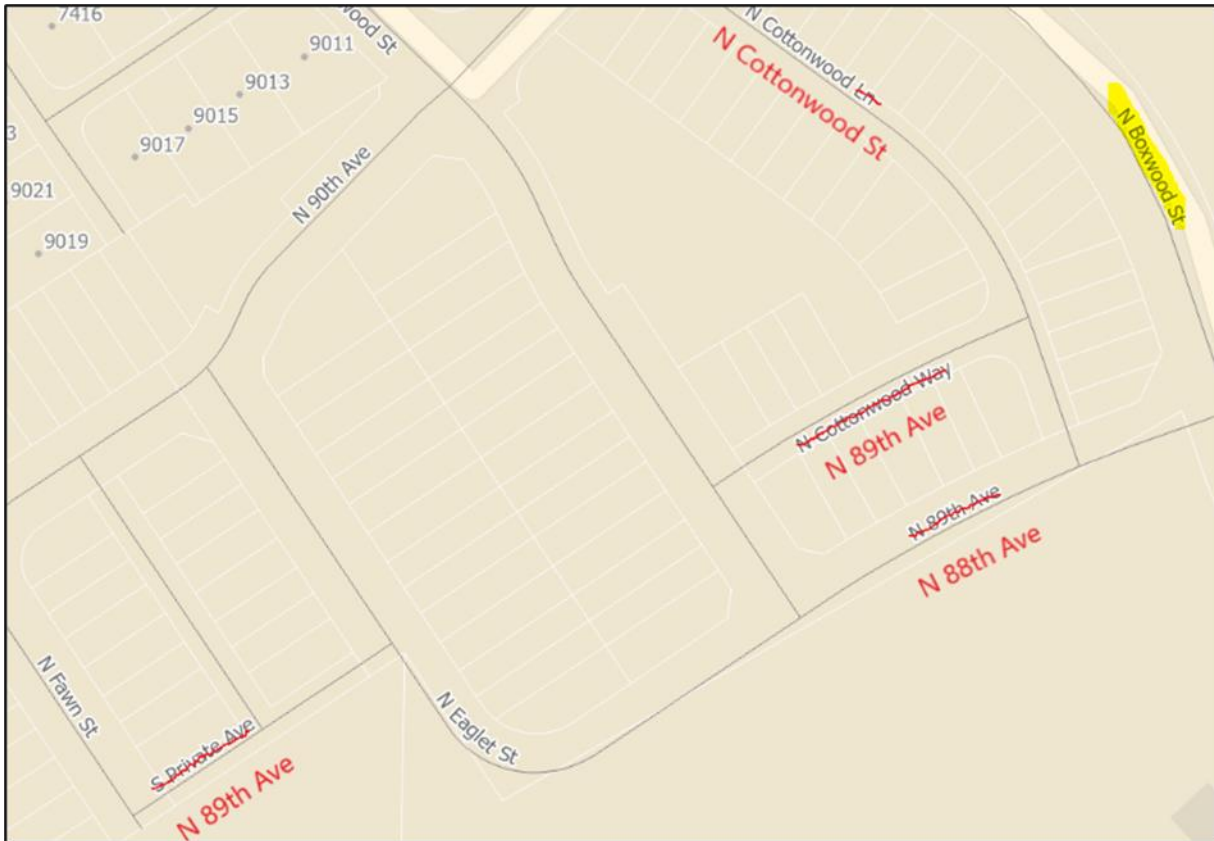 7416
wood St
N Cottonwood Ln
N Cottonwood St
9011
9013
9015
9017
3
9021
9019
N 90th Ave
N Boxwood St
N Cottonwood Way
N 89th Ave
N 89th Ave
N 88th Ave
N Fawn St
N Eaglet St
S Private Ave
N 89th Ave